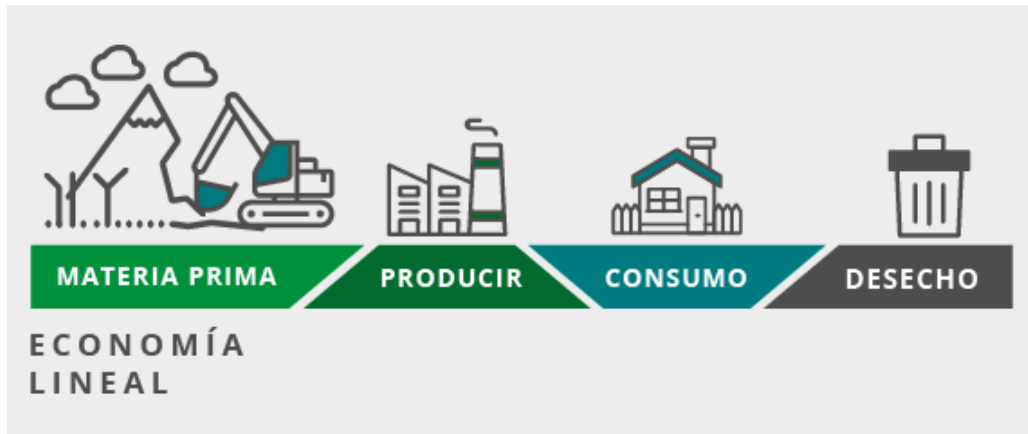 MATERIA PRIMA
PRODUCIR
CONSUMO
DESECHO
ECONOMÍA
LINEAL